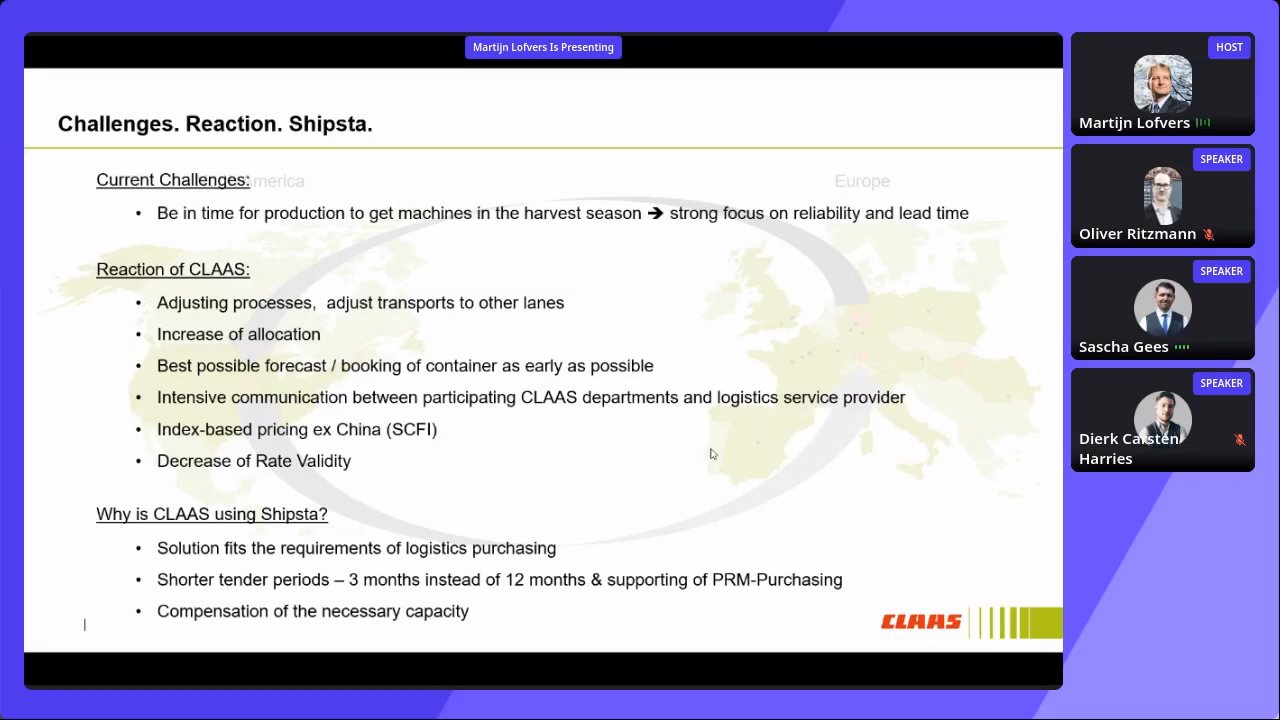 Martijn Lofvers Is Presenting
Challenges. Reaction. Shipsta.
Current Challenges:
America
Europe
• Be in time for production to get machines in the harvest season ➔ strong focus on reliability and lead time
Reaction of CLAAS:
• Adjusting processes, adjust transports to other lanes
• Increase of allocation
• Best possible forecast / booking of container as early as possible
• Intensive communication between participating CLAAS departments and logistics service provider
• Index-based pricing ex China (SCFI)
• Decrease of Rate Validity
Why is CLAAS using Shipsta?
• Solution fits the requirements of logistics purchasing
• Shorter tender periods – 3 months instead of 12 months & supporting of PRM-Purchasing
• Compensation of the necessary capacity
|
CLAAS
HOST
Martijn Lofvers
SPEAKER
Oliver Ritzmann
SPEAKER
Sascha Gees
SPEAKER
Dierk Carsten
Harries